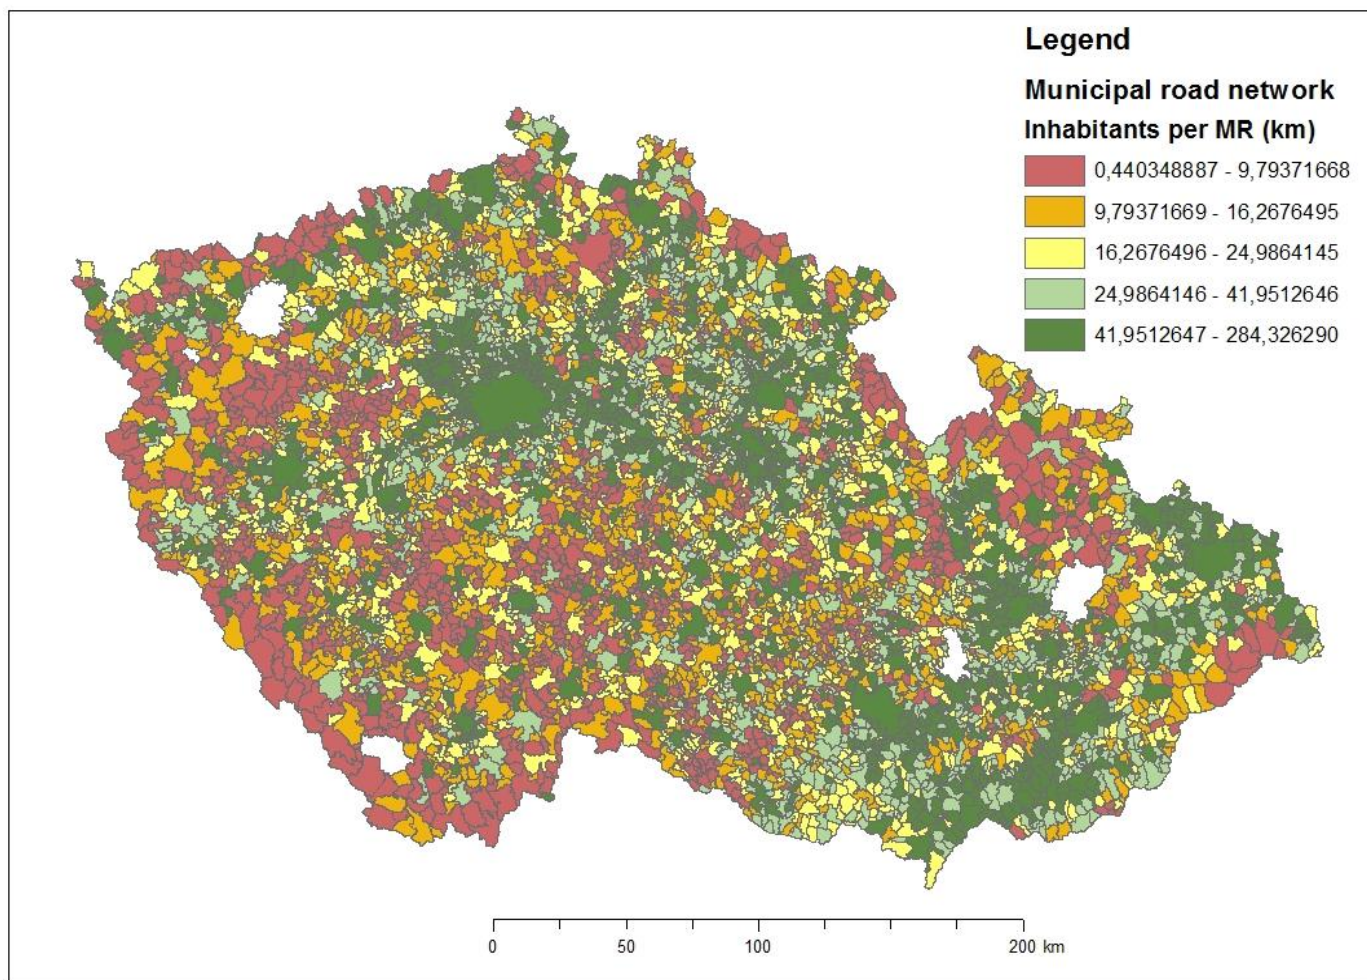 Legend
Municipal road network
Inhabitants per MR (km)
0,440348887 - 9,79371668
9,79371669 - 16,2676495
16,2676496 - 24,9864145
24,9864146 - 41,9512646
41,9512647 - 284,326290
0 50 100 200 km